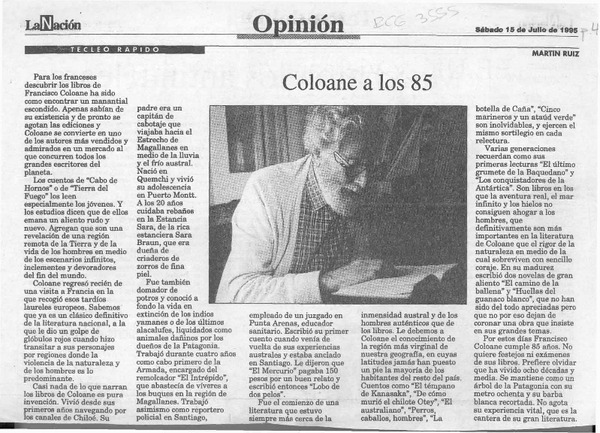 La Nación
Opinión
BCE 3555
Sábado 15 de Julio de 1995
p4
TECLEO RAPIDO
MARTIN RUIZ
Coloane a los 85
Para los franceses
descubrir los libros de
Francisco Coloane ha sido
como encontrar un manantial
escondido. Apenas sabían de
su existencia y de pronto se
agotan las ediciones y
Coloane se convierte en uno
de los autores más vendidos y
admirados en un mercado al
que concurren todos los
grandes escritores del
planeta.
Los cuentos de "Cabo de
Hornos" o de "Tierra del
Fuego" los leen
especialmente los jóvenes. Y
los estudios dicen que de ellos
emana un aliento rudo y
nuevo. Agregan que son una
revelación de una región
remota de la Tierra y de la
vida de los hombres en medio
de los escenarios infinitos,
inclementes y devoradores
del fin del mundo.
Coloane regresó recién de
una visita a Francia en la
que recogió esos tardíos
laureles europeos. Sabemos
que ya es un clásico definitivo
de la literatura nacional, a la
que le dio un golpe de
glóbulos rojos cuando hizo
transitar a sus personajes
por regiones donde la
violencia de la naturaleza y
de los hombres es lo
predominante.
Casi nada de lo que narran
los libros de Coloane es pura
invención. Vivió desde sus
primeros años navegando por
los canales de Chiloé. Su
padre era un
capitán de
cabotaje que
viajaba hacia el
Estrecho de
Magallanes en
medio de la lluvia
el frío austral.
Nació en
Quemchi y vivió
su adolescencia
en Puerto Montt.
A los 20 años
cuidaba rebaños
en la Estancia
Sara, de la rica
estanciera Sara
Braun, que era
dueña de
criaderos de
zorros de fina
piel.
Fue también
domador de
potros y conoció a
fondo la vida en
extinción de los indios
yamanes o de los últimos
alacalufes, liquidados como
animales dañinos por los
dueños de la Patagonia.
Trabajó durante cuatro años
como cabo primero de la
Armada, encargado del
remolcador "El Intrépido",
que abastecía de víveres a
los buques en la región de
Magallanes. Trabajó
asimismo como reportero
policial en Santiago,
empleado de un juzgado en
Punta Arenas, educador
sanitario. Escribió su primer
cuento cuando venía de
vuelta de sus experiencias
australes y estaba anclado
en Santiago. Le dijeron que
"El Mercurio" pagaba 150
pesos por un buen relato y
escribió entonces "Lobo de
dos pelos".
Fue el comienzo de una
literatura que estuvo
siempre más cerca de la
inmensidad austral y de los
hombres auténticos que de
los libros. Le debemos a
Coloane el conocimiento de
la región más virginal de
nuestra geografía, en cuyas
latitudes jamás han puesto
un pie la mayoría de los
habitantes del resto del país.
Cuentos como "El témpano
de Kanasaka", "De cómo
murió el chilote Otey", "El
australiano", "Perros,
caballos, hombres", "La
botella de Caña", "Cinco
marineros y un ataúd verde"
son inolvidables, y ejercen el
mismo sortilegio en cada
relectura.
Varias generaciones
recuerdan como sus
primeras lecturas "El último
grumete de la Baquedano" y
"Los conquistadores de la
Antártica". Son libros en los
que la aventura real, el mar
infinito y los hielos no
consiguen ahogar a los
hombres, que
definitivamente son más
importantes en la literatura
de Coloane que el rigor de la
naturaleza en medio de la
cual sobreviven con sencillo
coraje. En su madurez
escribió dos novelas de gran
aliento "El camino de la
ballena" y "Huellas del
guanaco blanco", que no han
sido del todo apreciadas pero
que no por eso dejan de
coronar una obra que insiste
en sus grandes temas.
Por estos días Francisco
Coloane cumple 85 años. No
quiere festejos ni exámenes
de sus libros. Prefiere olvidar
que ha vivido ocho décadas y
media. Se mantiene como un
árbol de la Patagonia con su
metro ochenta y su barba
blanca recortada. No agota
su experiencia vital, que es la
cantera de su gran literatura.